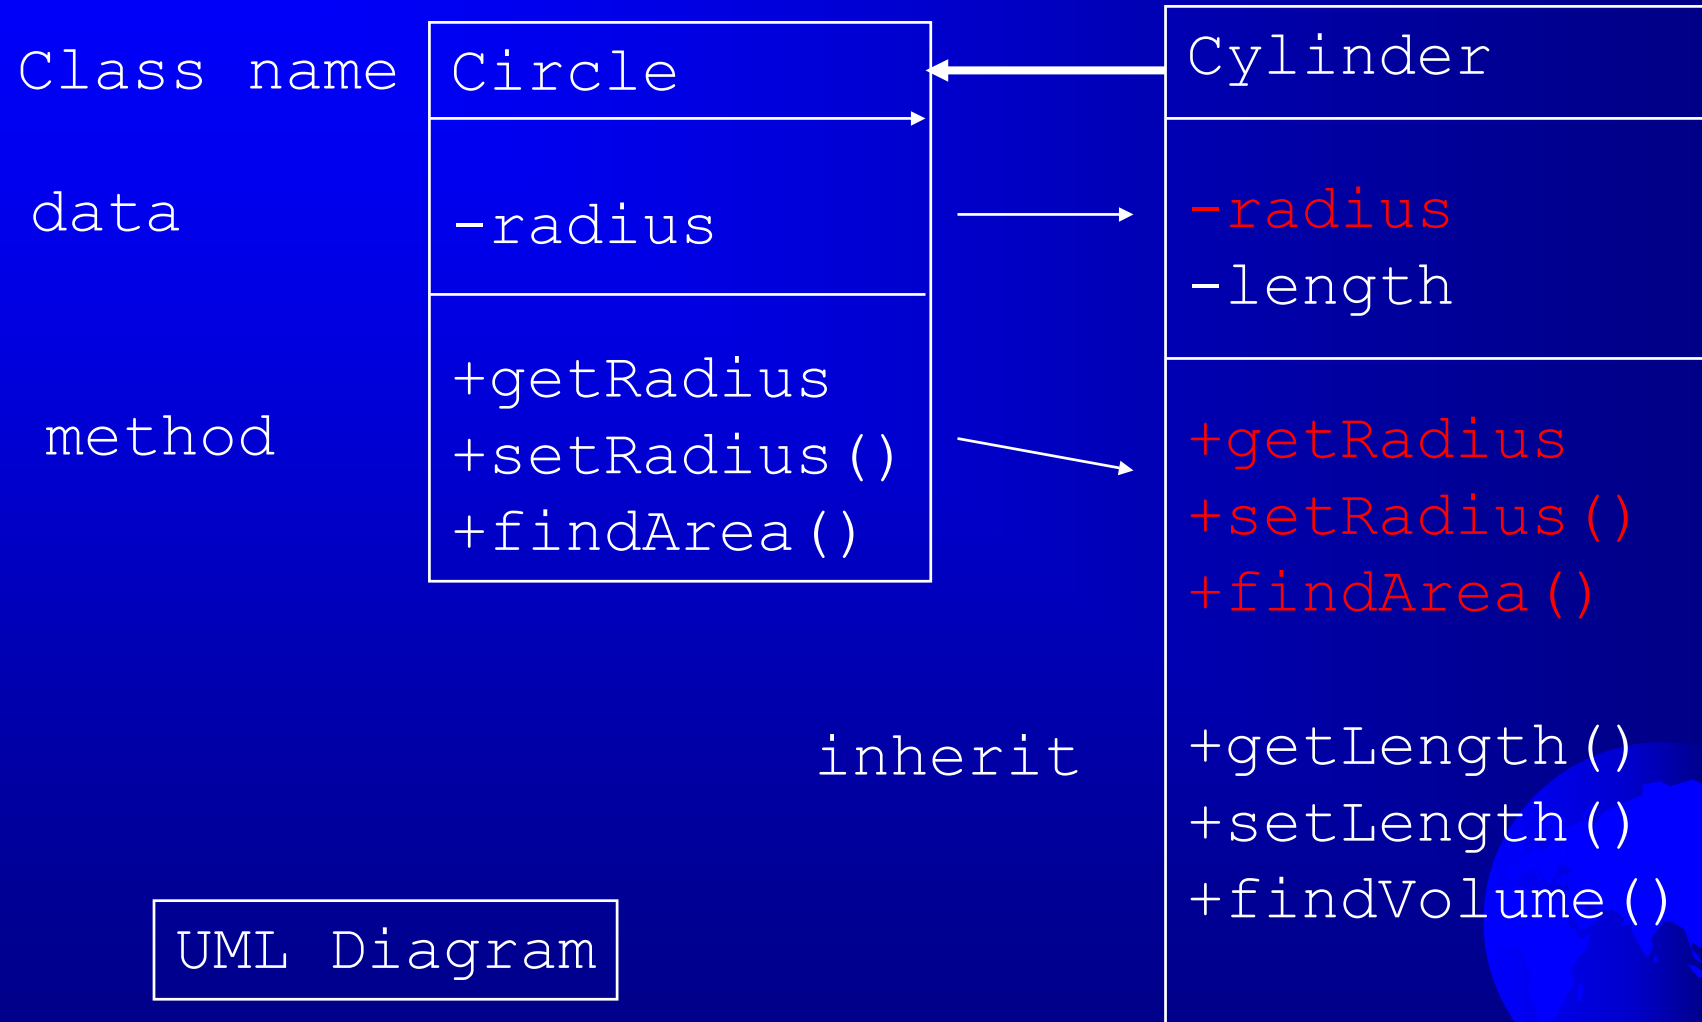 Class name
Circle
Cylinder
data
-radius
-radius
-length
method
+getRadius
+setRadius()
+findArea()
+getRadius
+setRadius()
+findArea()
inherit
+getLength()
+setLength()
+findVolume()
UML Diagram